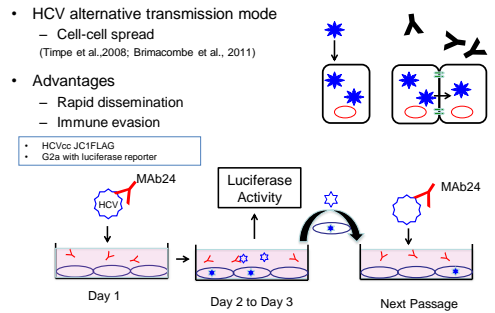 HCV alternative transmission mode
– Cell-cell spread
(Timpe et al.,2008; Brimacombe et al., 2011)
Advantages
– Rapid dissemination
– Immune evasion
HCVcc JC1FLAG
G2a with luciferase reporter
MAb24
HCV
Luciferase
Activity
MAb24
Day 1
Day 2 to Day 3
Next Passage